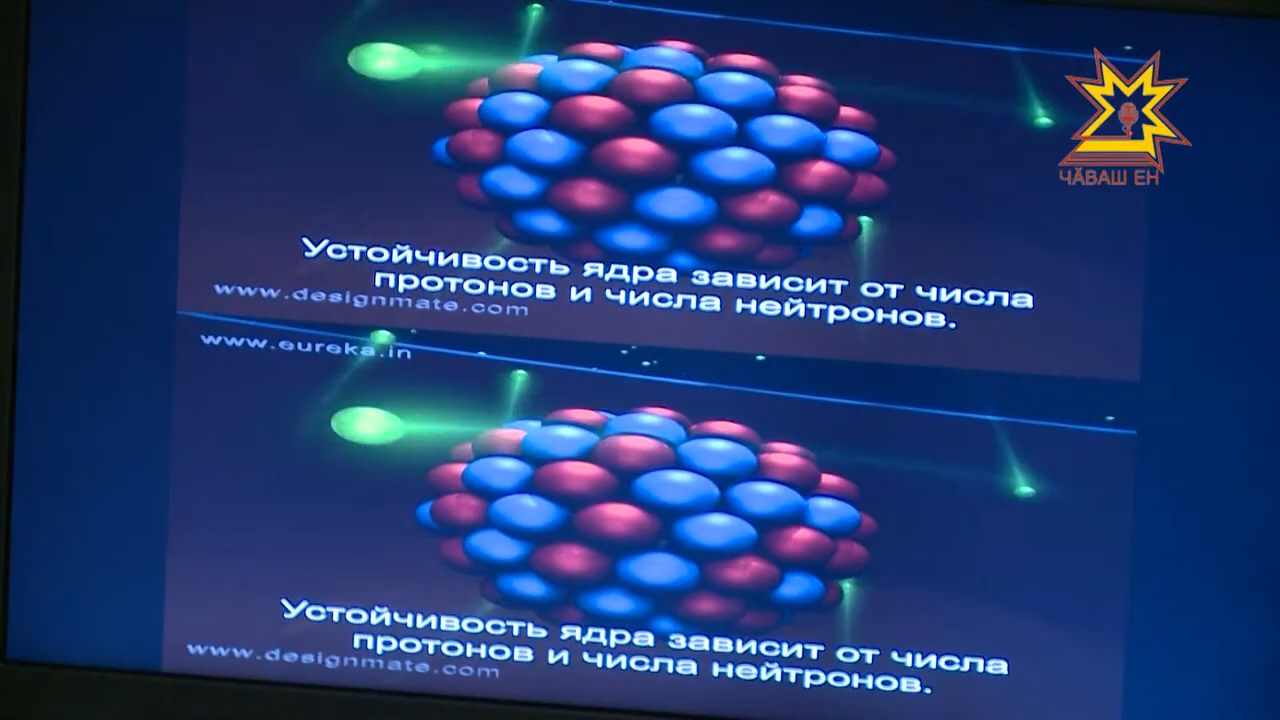 ЧӐВАШ ЕН
Устойчивость ядра зависит от числа
протонов и числа нейтронов.
www.designmate.com
www.eureka.in
Устойчивость ядра зависит от числа
протонов и числа нейтронов.
www.designmate.com